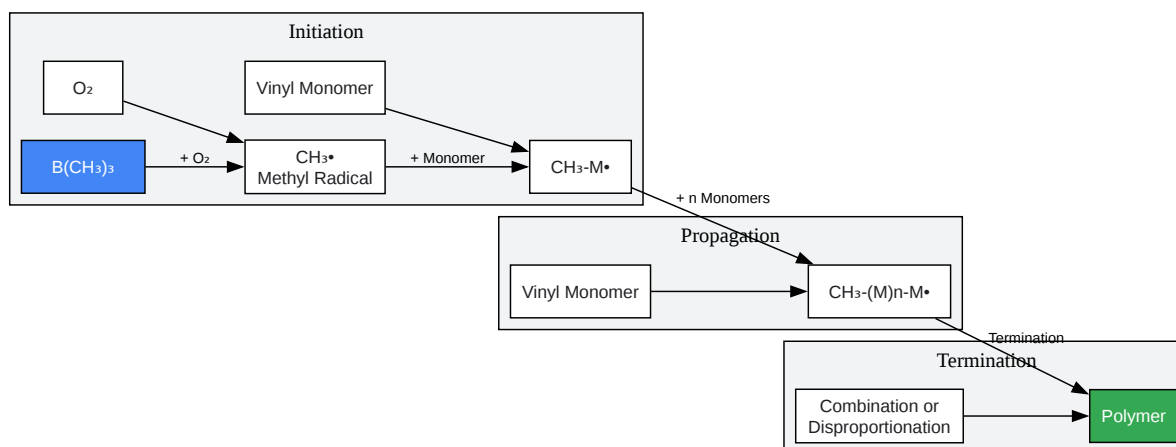 Initiation
O₂
Vinyl Monomer
B(CH₃)₃
+ O₂
CH₃•
Methyl Radical
+ Monomer
CH₃-M•
+ n Monomers
Propagation
Vinyl Monomer
CH₃-(M)n-M•
Termination
Termination
Combination or
Disproportionation
Polymer